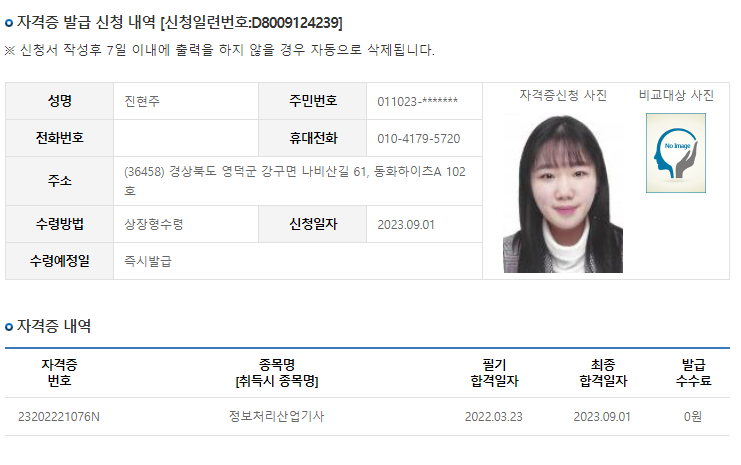 자격증 발급 신청 내역 [신청일련번호:D8009124239]
※ 신청서 작성후 7일 이내에 출력을 하지 않을 경우 자동으로 삭제됩니다.
성명 진현주 주민번호 011023-*******
자격증신청 사진 비교대상 사진
No Image
전화번호 휴대전화 010-4179-5720
주소 (36458) 경상북도 영덕군 강구면 나비산길 61, 동화하이츠A 102
호
수령방법 상장형수령 신청일자 2023.09.01
수령예정일 즉시발급
자격증 내역
자격증 번호 종목명 [취득시 종목명] 필기 합격일자 최종 합격일자 발급 수수료
23202221076N 정보처리산업기사 2022.03.23 2023.09.01 0원